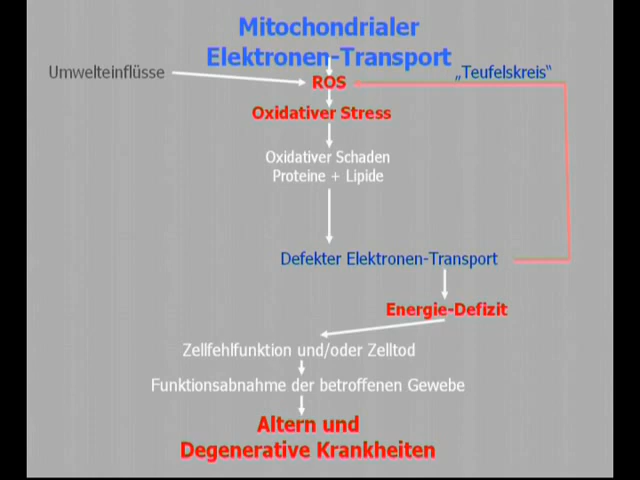 Mitochondrialer
Elektronen-Transport
Umwelteinflüsse
„Teufelskreis“
ROS
Oxidativer Stress
Oxidativer Schaden
Proteine + Lipide
Defekter Elektronen-Transport
Energie-Defizit
Zellfehlfunktion und/oder Zelltod
Funktionsabnahme der betroffenen Gewebe
Altern und
Degenerative Krankheiten